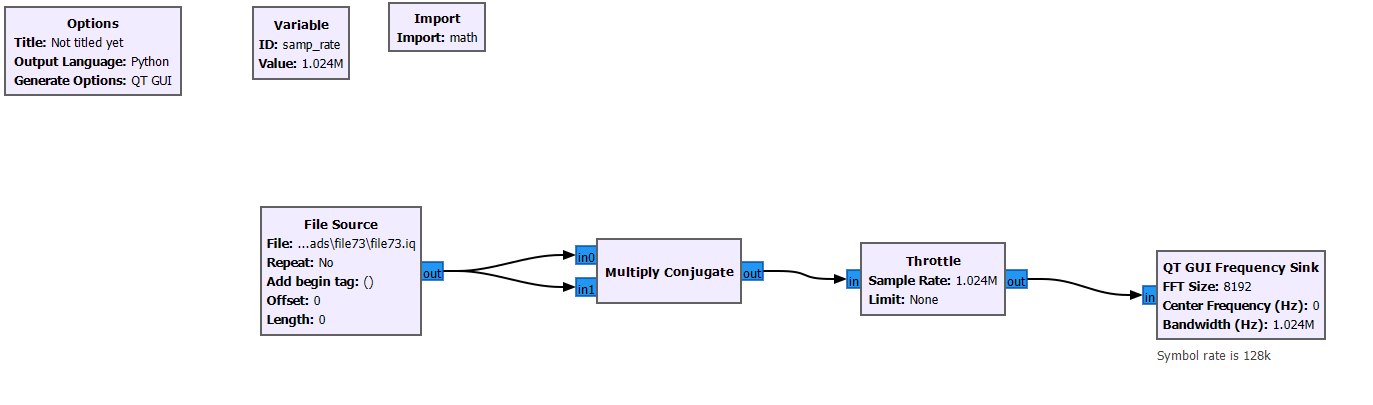 Options
Title: Not titled yet
Output Language: Python
Generate Options: QT GUI
Variable
ID: samp_rate
Value: 1.024M
Import
Import: math
File Source
File: ...ads\file73\file73.iq
Repeat: No
Add begin tag: ()
Offset: 0
Length: 0
out
in0
in1
Multiply Conjugate
out
in
Throttle
Sample Rate: 1.024M
Limit: None
out
in
QT GUI Frequency Sink
FFT Size: 8192
Center Frequency (Hz): 0
Bandwidth (Hz): 1.024M
Symbol rate is 128k